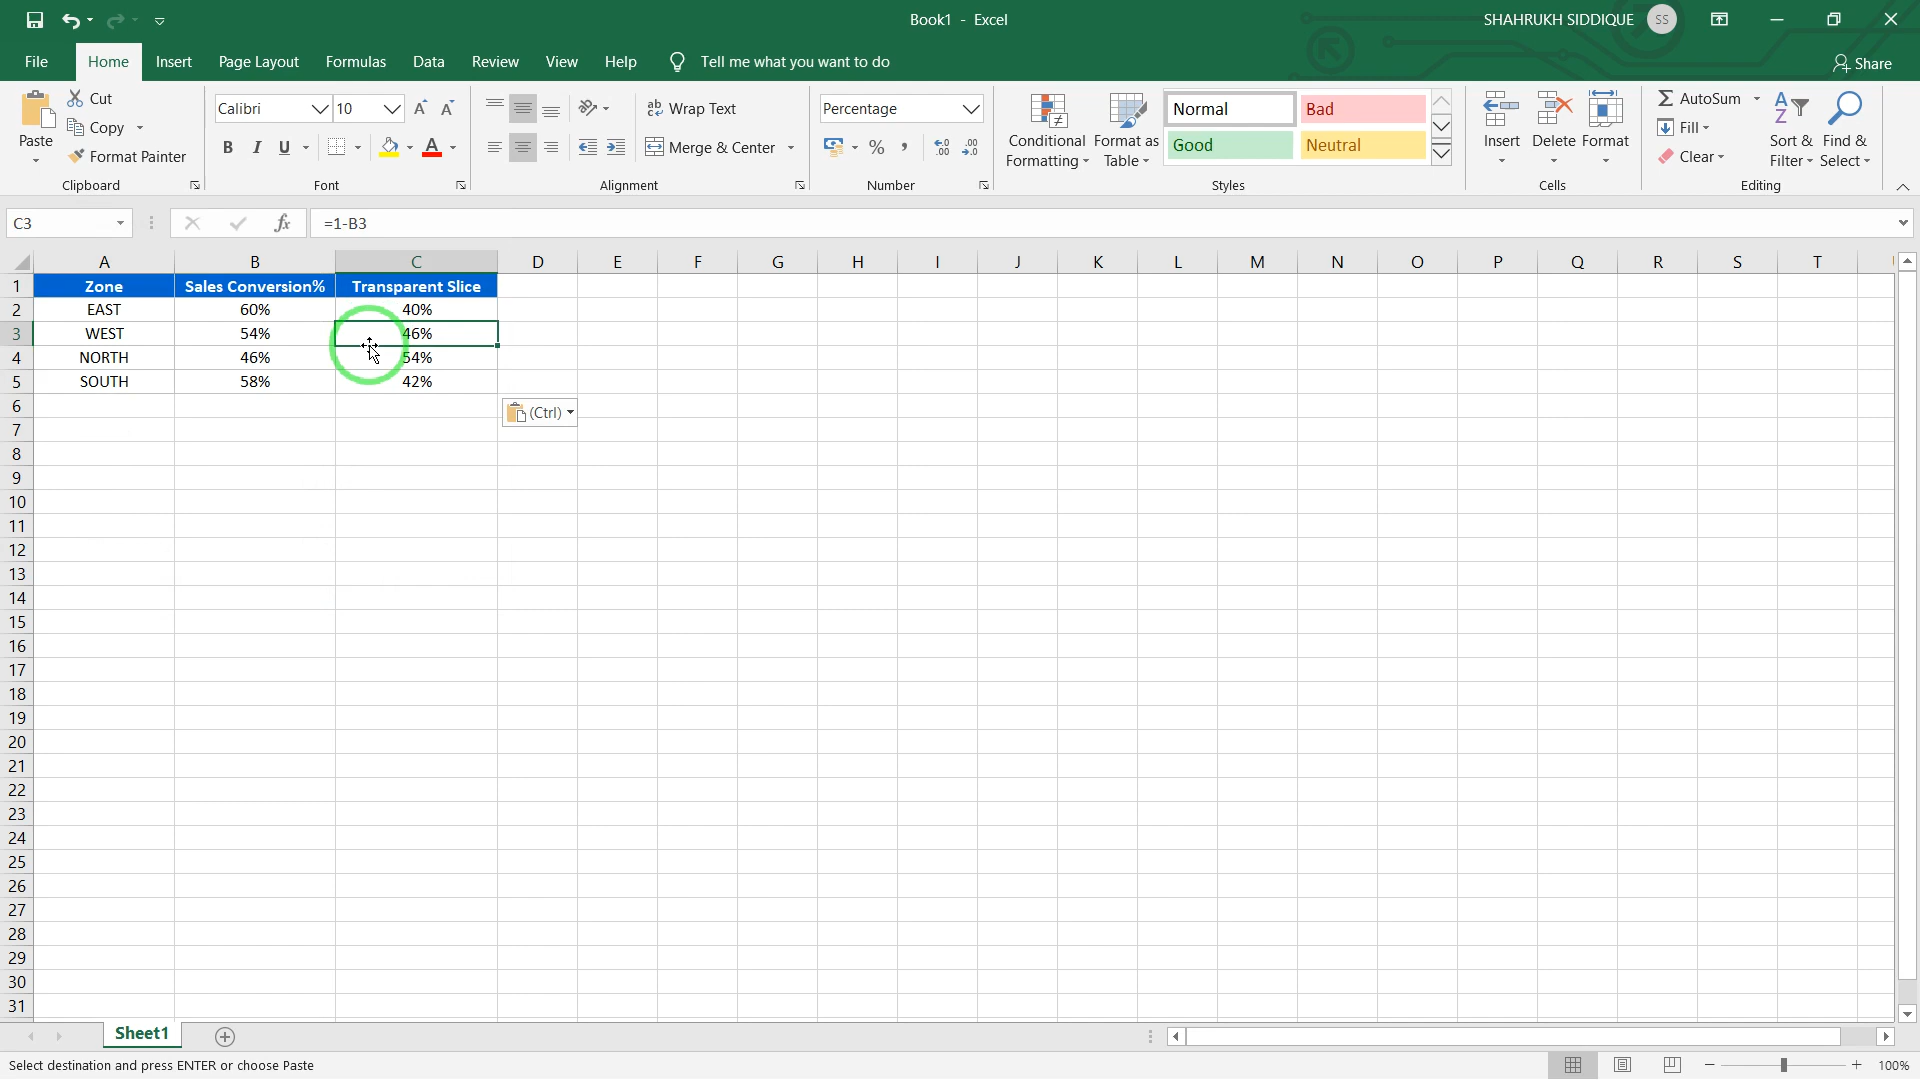 Book1 - Excel
SHAHRUKH SIDDIQUE
SS
File
Home
Insert
Page Layout
Formulas
Data
Review
View
Help
Tell me what you want to do
Share
Paste
Cut
Copy
Format Painter
Clipboard
Calibri
10
B I U
Font
Wrap Text
Merge & Center
Alignment
Percentage
Number
Conditional Formatting
Format as Table
Normal
Bad
Good
Neutral
Styles
Insert
Delete
Format
Cells
AutoSum
Fill
Clear
Sort & Filter
Find & Select
Editing
C3
=1-B3
A B C D E F G H I J K L M N O P Q R S T
1 Zone Sales Conversion% Transparent Slice
2 EAST 60% 40%
3 WEST 54% 46%
4 NORTH 46% 54%
5 SOUTH 58% 42%
6
(Ctrl)
7
8
9
10
11
12
13
14
15
16
17
18
19
20
21
22
23
24
25
26
27
28
29
30
31
Sheet1
Select destination and press ENTER or choose Paste
100%